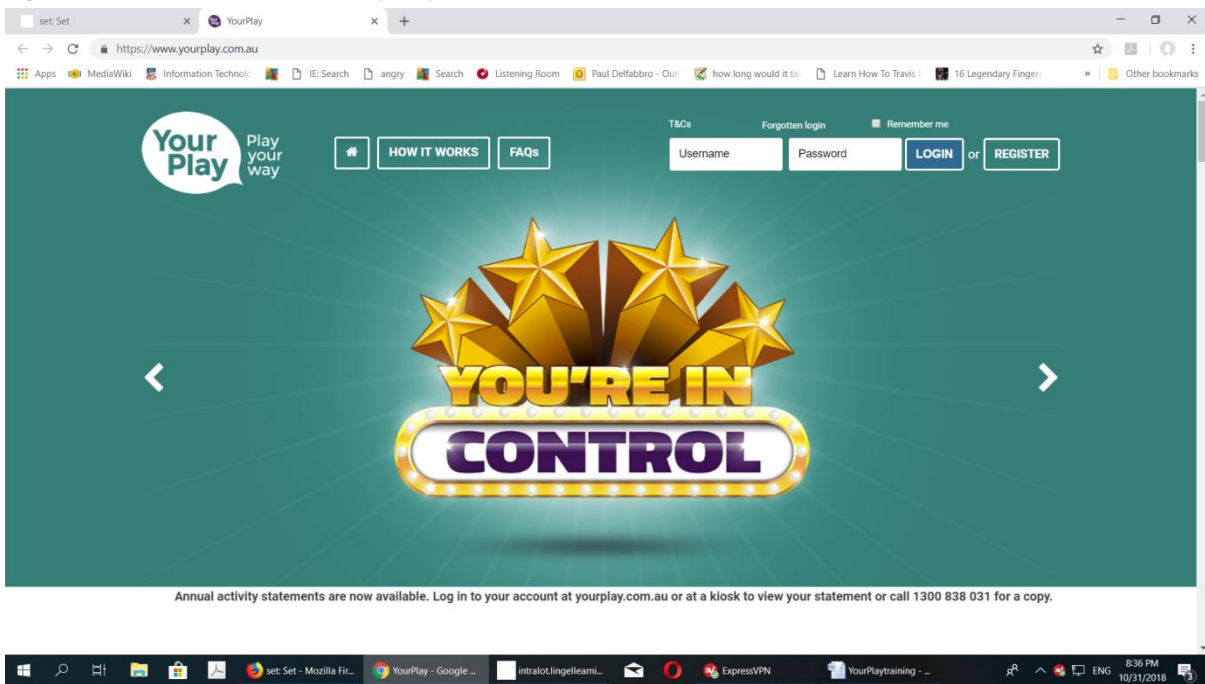 set: Set
YourPlay
https://www.yourplay.com.au
Apps
MediaWiki
Information Technolo
IE: Search
angry
Search
Listening Room
Paul Delfabbro - Out
how long would it tak
Learn How To Travis
16 Legendary Finger
»
Other bookmarks
T&Cs
Forgotten login
Remember me
Your
Play
Play
your
way
HOW IT WORKS
FAQs
Username
Password
LOGIN
or
REGISTER
YOU'RE IN
CONTROL
Annual activity statements are now available. Log in to your account at yourplay.com.au or at a kiosk to view your statement or call 1300 838 031 for a copy.
set: Set - Mozilla Fir...
YourPlay - Google ...
intralot.lingellearni...
ExpressVPN
YourPlaytraining - ...
ENG
8:36 PM
10/31/2018
3